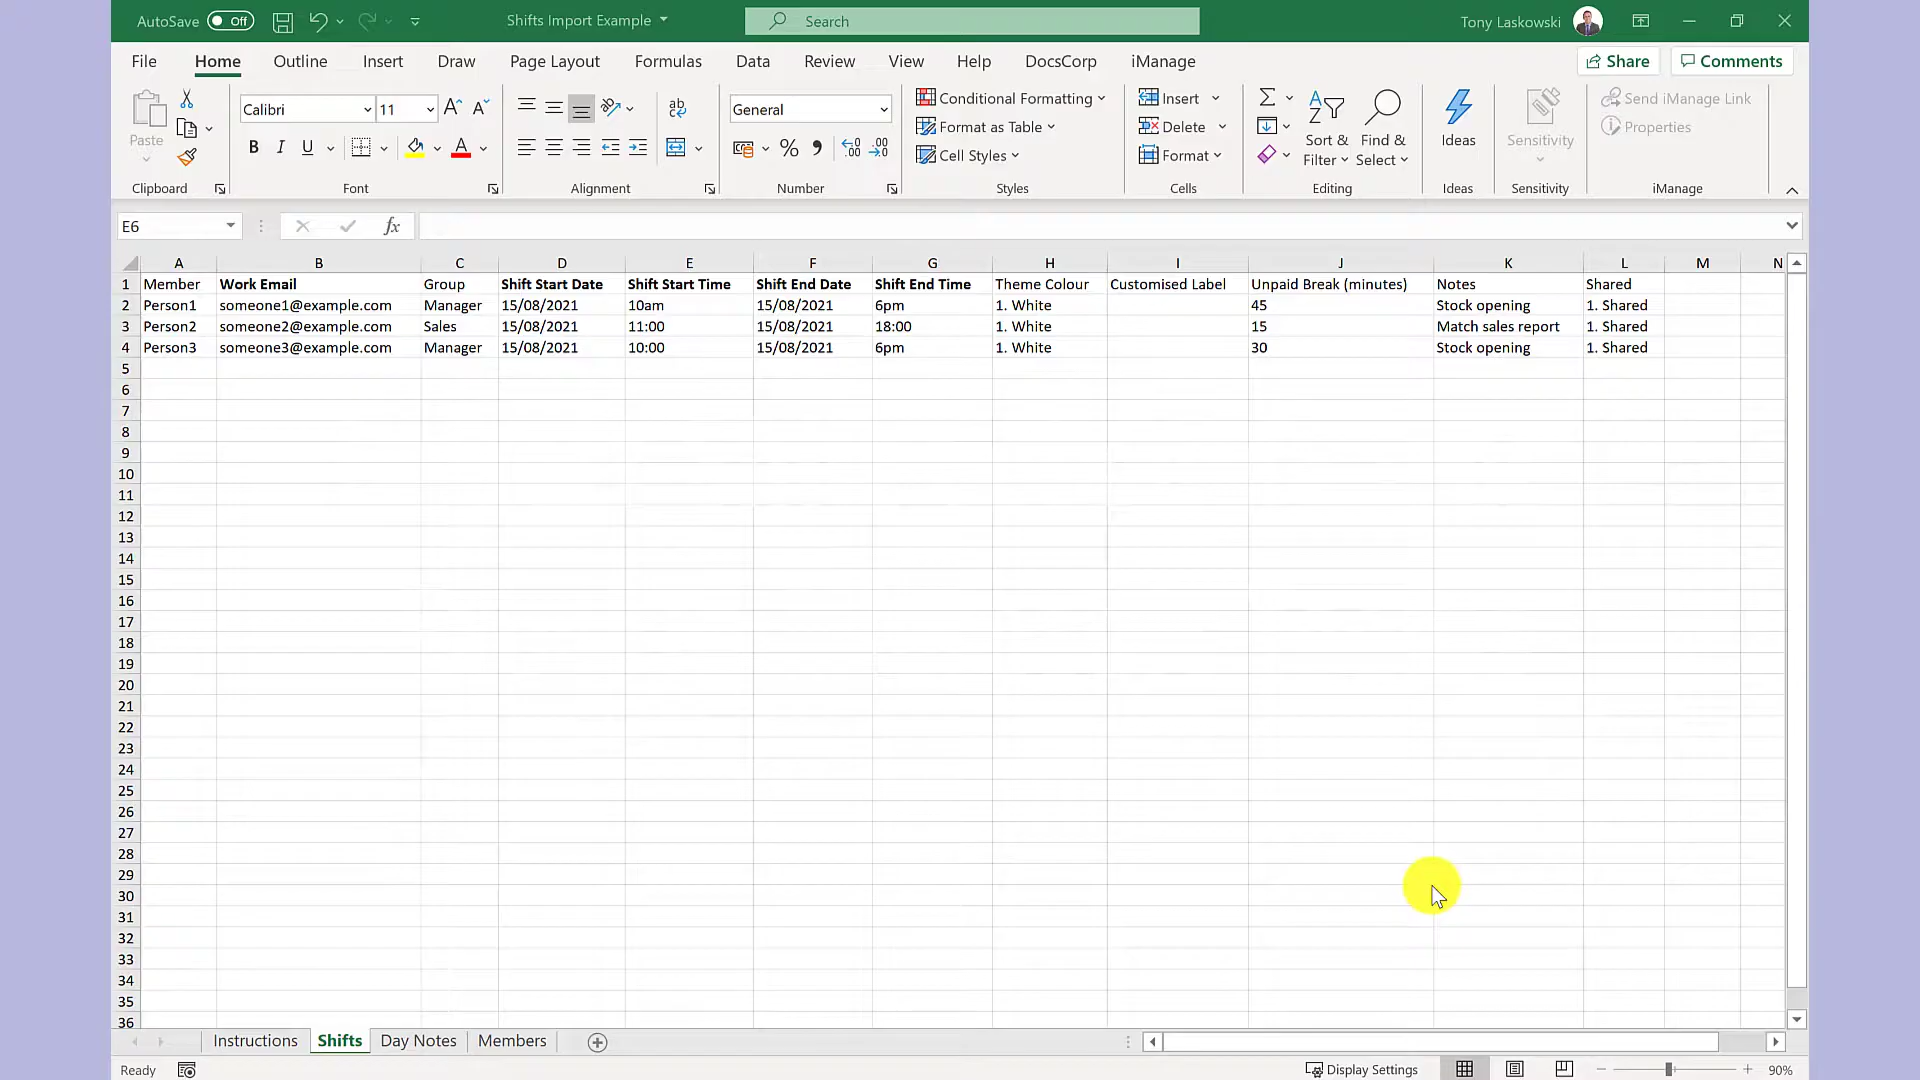 AutoSave Off Shifts Import Example Search Tony Laskowski
File Home Outline Insert Draw Page Layout Formulas Data Review View Help DocsCorp iManage Share Comments
Paste Calibri 11 General Conditional Formatting Insert Send iManage Link
Format as Table Delete Sort & Find & Ideas Sensitivity Properties
B I U A % Cell Styles Format Filter Select
Clipboard Font Alignment Number Styles Cells Editing Ideas Sensitivity iManage
E6 fx
A B C D E F G H I J K L M N
1 Member Work Email Group Shift Start Date Shift Start Time Shift End Date Shift End Time Theme Colour Customised Label Unpaid Break (minutes) Notes Shared
2 Person1 someone1@example.com Manager 15/08/2021 10am 15/08/2021 6pm 1. White 45 Stock opening 1. Shared
3 Person2 someone2@example.com Sales 15/08/2021 11:00 15/08/2021 18:00 1. White 15 Match sales report 1. Shared
4 Person3 someone3@example.com Manager 15/08/2021 10:00 15/08/2021 6pm 1. White 30 Stock opening 1. Shared
5
6
7
8
9
10
11
12
13
14
15
16
17
18
19
20
21
22
23
24
25
26
27
28
29
30
31
32
33
34
35
36
Instructions Shifts Day Notes Members
Ready Display Settings 90%